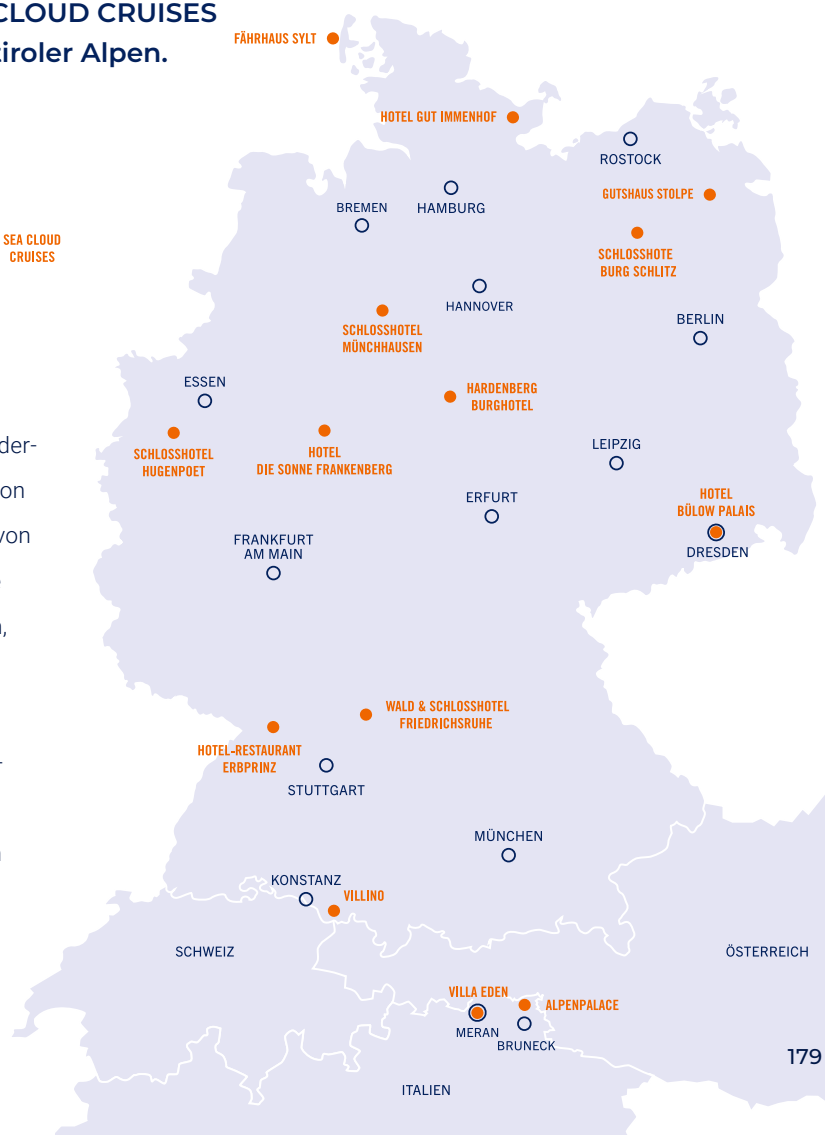 CLOUD CRUISES
tiroler Alpen.
FÄHRHAUS SYLT
HOTEL GUT IMMENHOF
ROSTOCK
GUTSHAUS STOLPE
HAMBURG
BREMEN
SEA CLOUD
CRUISES
SCHLOSSHOTE
BURG SCHLITZ
HANNOVER
BERLIN
SCHLOSSHOTEL
MÜNCHHAUSEN
ESSEN
HARDENBERG
BURGHOTEL
der-
on
von
,
SCHLOSSHOTEL
HUGENPOET
HOTEL
DIE SONNE FRANKENBERG
LEIPZIG
ERFURT
HOTEL
BÜLOW PALAIS
DRESDEN
FRANKFURT
AM MAIN
WALD & SCHLOSSHOTEL
FRIEDRICHSRUHE
HOTEL-RESTAURANT
ERBPRINZ
STUTTGART
MÜNCHEN
KONSTANZ
VILLINO
SCHWEIZ
ÖSTERREICH
VILLA EDEN
ALPENPALACE
MERAN
BRUNECK
179
ITALIEN